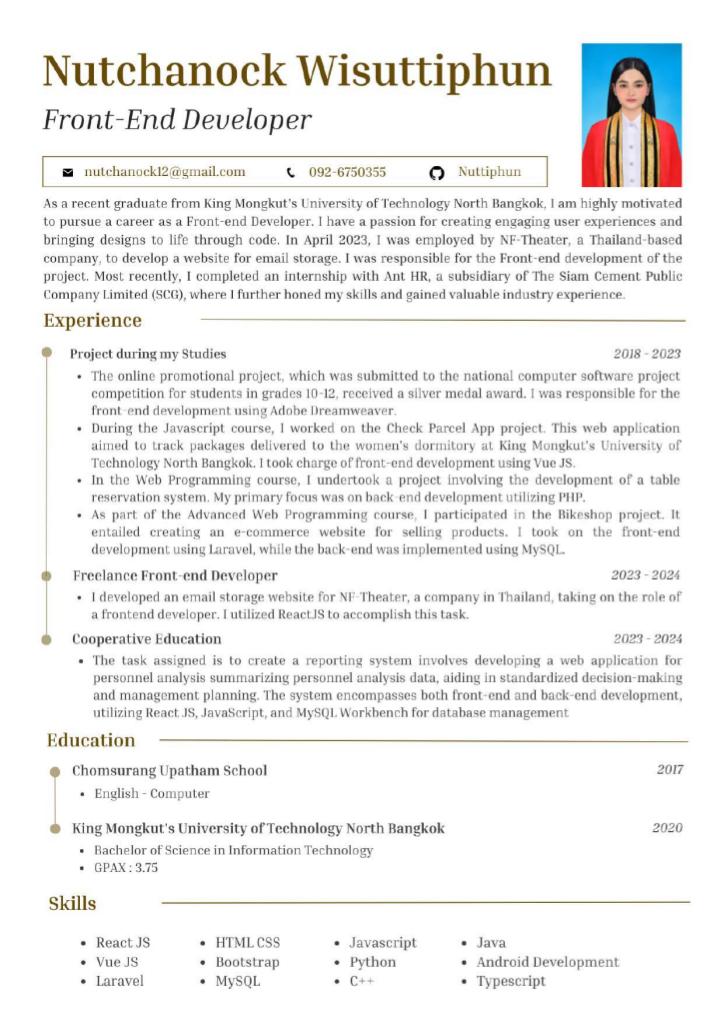 Nutchanock Wisuttiphun
Front-End Developer
nutchanock12@gmail.com 092-6750355 Nuttiphun
As a recent graduate from King Mongkut's University of Technology North Bangkok, I am highly motivated
to pursue a career as a Front-end Developer. I have a passion for creating engaging user experiences and
bringing designs to life through code. In April 2023, I was employed by NF-Theater, a Thailand-based
company, to develop a website for email storage. I was responsible for the Front-end development of the
project. Most recently, I completed an internship with Ant HR, a subsidiary of The Siam Cement Public
Company Limited (SCG), where I further honed my skills and gained valuable industry experience.
Experience
Project during my Studies 2018 - 2023
• The online promotional project, which was submitted to the national computer software project
competition for students in grades 10-12, received a silver medal award. I was responsible for the
front-end development using Adobe Dreamweaver.
• During the Javascript course, I worked on the Check Parcel App project. This web application
aimed to track packages delivered to the women's dormitory at King Mongkut's University of
Technology North Bangkok. I took charge of front-end development using Vue JS.
• In the Web Programming course, I undertook a project involving the development of a table
reservation system. My primary focus was on back-end development utilizing PHP.
• As part of the Advanced Web Programming course, I participated in the Bikeshop project. It
entailed creating an e-commerce website for selling products. I took on the front-end
development using Laravel, while the back-end was implemented using MySQL.
Freelance Front-end Developer 2023 - 2024
• I developed an email storage website for NF-Theater, a company in Thailand, taking on the role of
a frontend developer. I utilized ReactJS to accomplish this task.
Cooperative Education 2023 - 2024
• The task assigned is to create a reporting system involves developing a web application for
personnel analysis summarizing personnel analysis data, aiding in standardized decision-making
and management planning. The system encompasses both front-end and back-end development,
utilizing React JS, JavaScript, and MySQL Workbench for database management
Education
Chomsurang Upatham School 2017
• English - Computer
King Mongkut's University of Technology North Bangkok 2020
• Bachelor of Science in Information Technology
• GPAX : 3.75
Skills
• React JS • HTML CSS • Javascript • Java
• Vue JS • Bootstrap • Python • Android Development
• Laravel • MySQL • C++ • Typescript